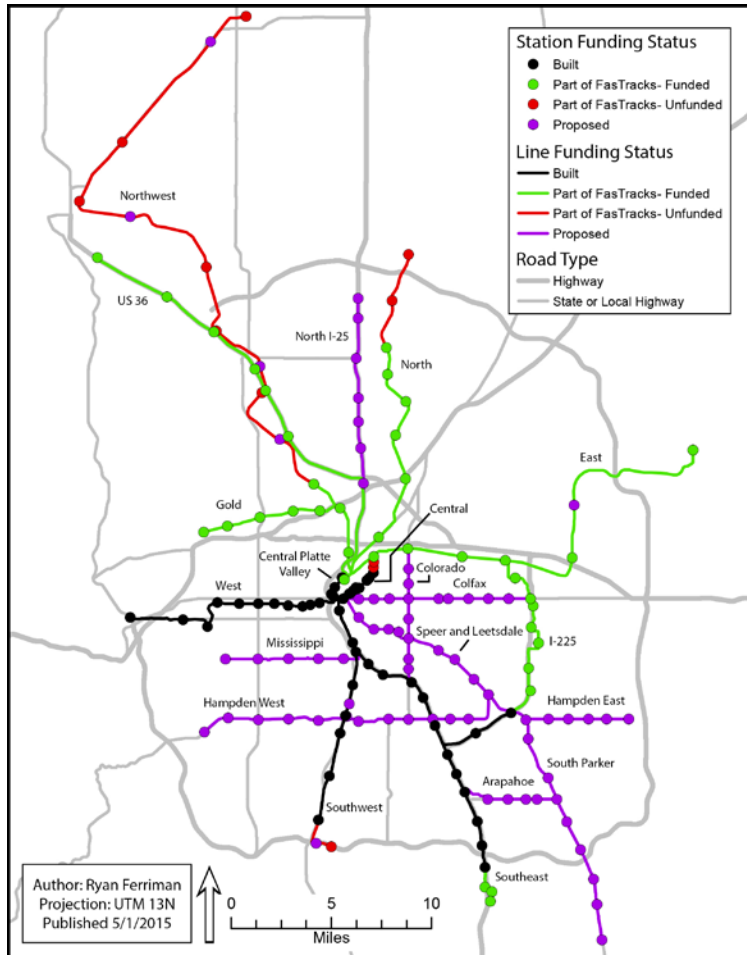 Station Funding Status
Built
Part of FasTracks- Funded
Part of FasTracks- Unfunded
Proposed
Line Funding Status
Built
Part of FasTracks- Funded
Part of FasTracks- Unfunded
Proposed
Road Type
Highway
State or Local Highway
Northwest
US 36
North I-25
North
East
Gold
Central
Central Platte
Valley
Colorado
Colfax
West
Speer and Leetsdale
I-225
Mississippi
Hampden West
Hampden East
South Parker
Arapahoe
Southwest
Southeast
Author: Ryan Ferriman
Projection: UTM 13N
Published 5/1/2015
0 5 10
Miles